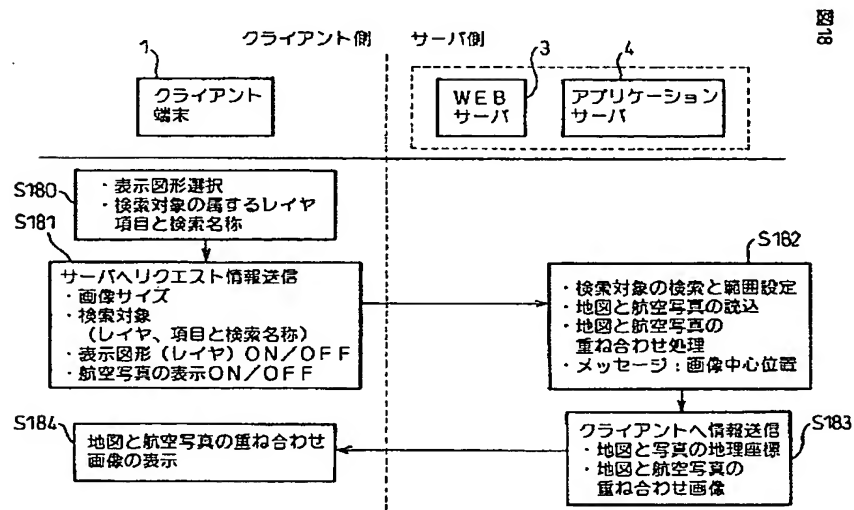 図18
クライアント側
サーバ側
1
3
4
クライアント
端末
WEB
サーバ
アプリケーション
サーバ
S180
・表示図形選択
・検索対象の属するレイヤ
項目と検索名称
S181
サーバへリクエスト情報送信
・画像サイズ
・検索対象
（レイヤ、項目と検索名称）
・表示図形（レイヤ）ON／OFF
・航空写真の表示ON／OFF
S182
・検索対象の検索と範囲設定
・地図と航空写真の読込
・地図と航空写真の
重ね合わせ処理
・メッセージ：画像中心位置
S183
クライアントへ情報送信
・地図と写真の地理座標
・地図と航空写真の
重ね合わせ画像
S184
地図と航空写真の重ね合わせ
画像の表示